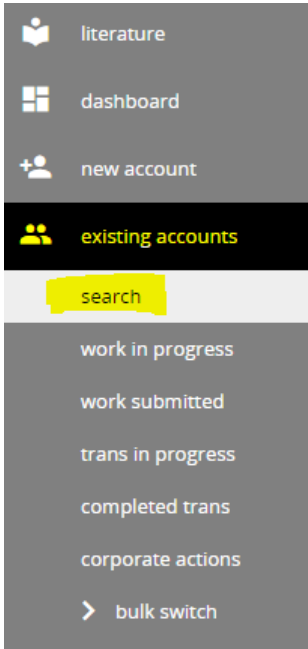 literature
dashboard
new account
existing accounts
search
work in progress
work submitted
trans in progress
completed trans
corporate actions
bulk switch